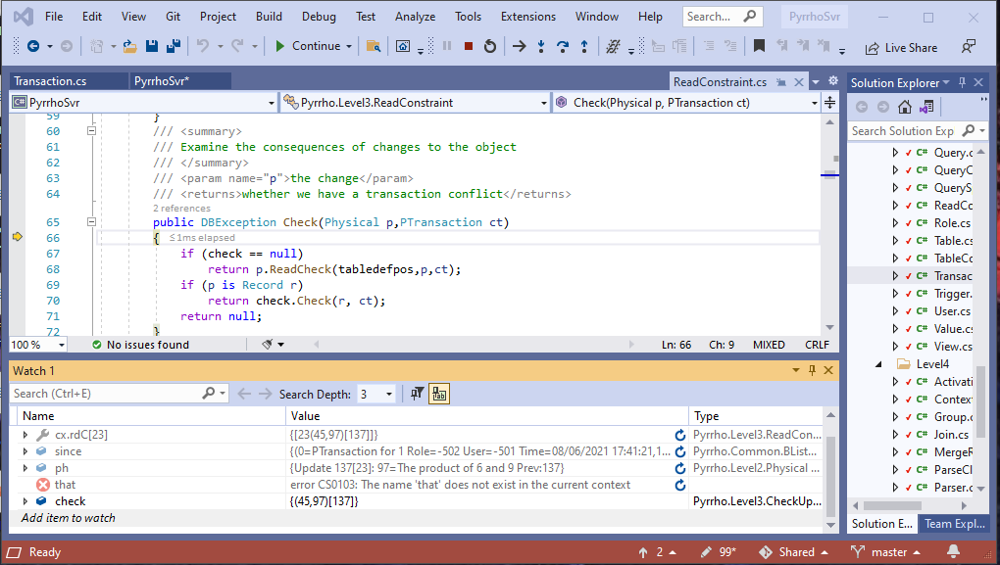 File Edit View Git Project Build Debug Test Analyze Tools Extensions Window Help Search... PyrrhoSvr
Continue Live Share
Transaction.cs PyrrhoSvr* ReadConstraint.cs
PyrrhoSvr Pyrrho.Level3.ReadConstraint Check(Physical p, PTransaction ct)
59 }
60 /// <summary>
61 /// Examine the consequences of changes to the object
62 /// </summary>
63 /// <param name="p">the change</param>
64 /// <returns>whether we have a transaction conflict</returns>
2 references
65 public DBException Check(Physical p,PTransaction ct)
66 { ≤1ms elapsed
67 if (check == null)
68 return p.ReadCheck(tabledefpos,p,ct);
69 if (p is Record r)
70 return check.Check(r, ct);
71 return null;
72 }
100 % No issues found Ln: 66 Ch: 9 MIXED CRLF
Watch 1
Search (Ctrl+E) Search Depth: 3
Name Value Type
cx.rdC[23] {[23(45,97)[137]]} Pyrrho.Level3.ReadCon...
since {(0=PTransaction for 1 Role=-502 User=-501 Time=08/06/2021 17:41:21,1... Pyrrho.Common.BList...
ph {Update 137[23]: 97=The product of 6 and 9 Prev:137} Pyrrho.Level2.Physical ...
that error CS0103: The name 'that' does not exist in the current context
check {(45,97)[137]} Pyrrho.Level3.CheckUp...
Add item to watch
Solution Explorer
Search Solution Exp
C# Query.c
C# QueryC
C# QueryS
C# ReadCo
C# Role.cs
C# Table.cs
C# TableCo
C# Transac
C# Trigger.
C# User.cs
C# Value.cs
C# View.cs
Level4
C# Activati
C# Context
C# Group.c
C# Join.cs
C# MergeR
C# ParseCl
C# Parser.c
Solution E... Team Expl...
Ready 2 99* Shared master